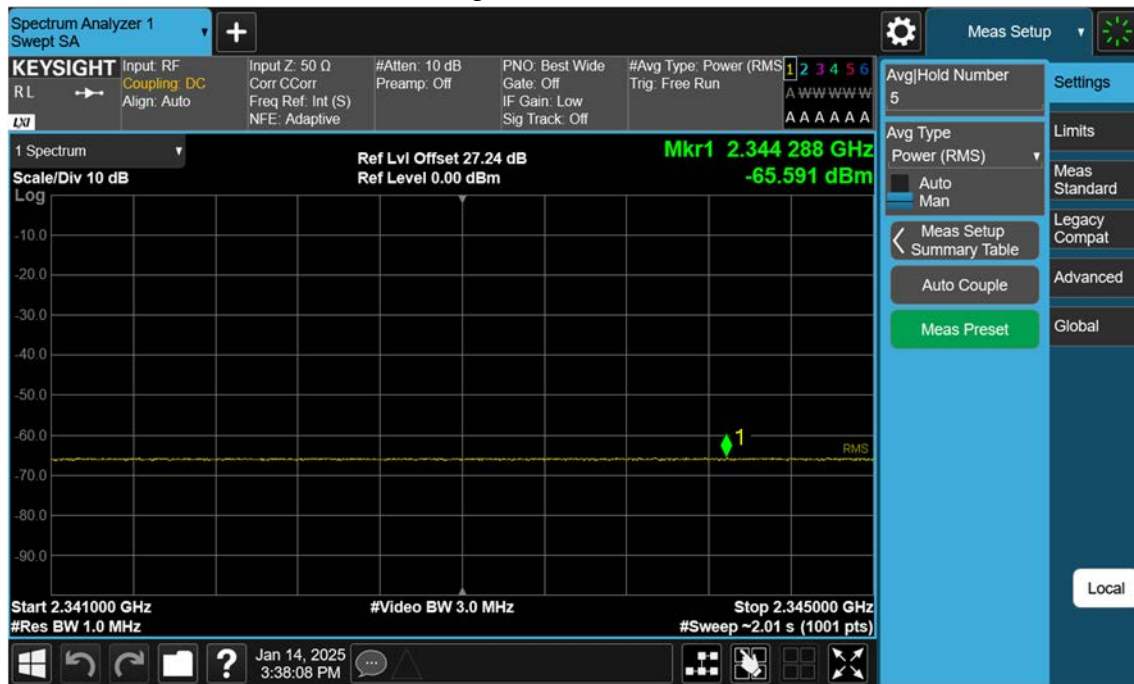 Spectrum Analyzer 1
Swept SA
+
Meas Setup
KEYSIGHT
RL
LXI
Input: RF
Coupling: DC
Align: Auto
Input Z: 50 Ω
Corr CCorr
Freq Ref: Int (S)
NFE: Adaptive
#Atten: 10 dB
Preamp: Off
PNO: Best Wide
Gate: Off
IF Gain: Low
Sig Track: Off
#Avg Type: Power (RMS
Trig: Free Run
1 2 3 4 5 6
A W W W W W
A A A A A A
1 Spectrum
Scale/Div 10 dB
Log
Ref Lvl Offset 27.24 dB
Ref Level 0.00 dBm
Mkr1 2.344 288 GHz
-65.591 dBm
-10.0
-20.0
-30.0
-40.0
-50.0
-60.0
-70.0
-80.0
-90.0
1
RMS
Start 2.341000 GHz
#Res BW 1.0 MHz
#Video BW 3.0 MHz
Stop 2.345000 GHz
#Sweep ~2.01 s (1001 pts)
Avg|Hold Number
5
Avg Type
Power (RMS)
Auto
Man
Meas Setup
Summary Table
Auto Couple
Meas Preset
Settings
Limits
Meas
Standard
Legacy
Compat
Advanced
Global
Local
?
Jan 14, 2025
3:38:08 PM